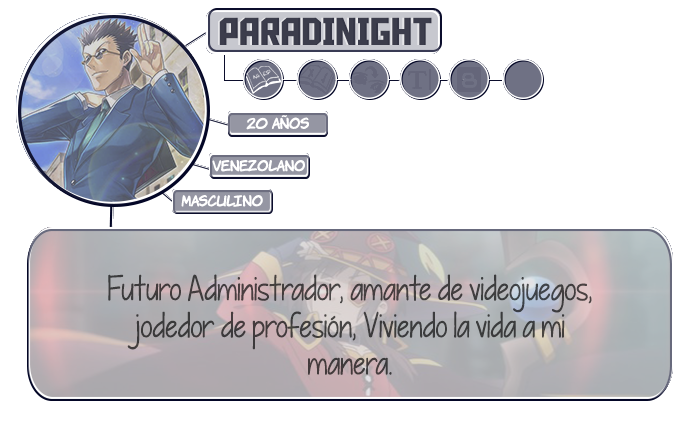 PARADINIGHT
20 AÑOS
VENEZOLANO
MASCULINO
Futuro Administrador, amante de videojuegos,
jodedor de profesión, Viviendo la vida a mi
manera.